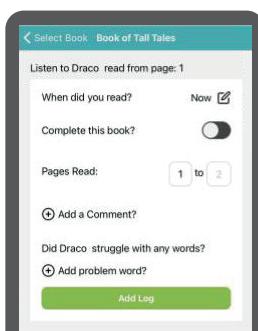 Select Book Book of Tall Tales
Listen to Draco read from page: 1
When did you read? Now
Complete this book?
Pages Read: 1 to 2
Add a Comment?
Did Draco struggle with any words?
Add problem word?
Add Log